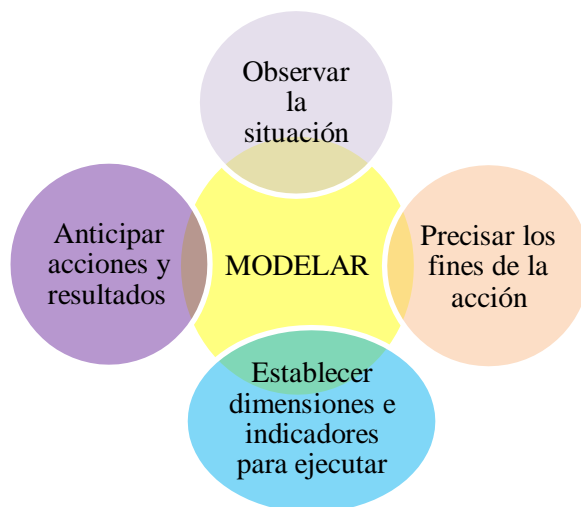 Observar
la
situación
Anticipar
acciones y
resultados
MODELAR
Precisar los
fines de la
acción
Establecer
dimensiones e
indicadores
para ejecutar